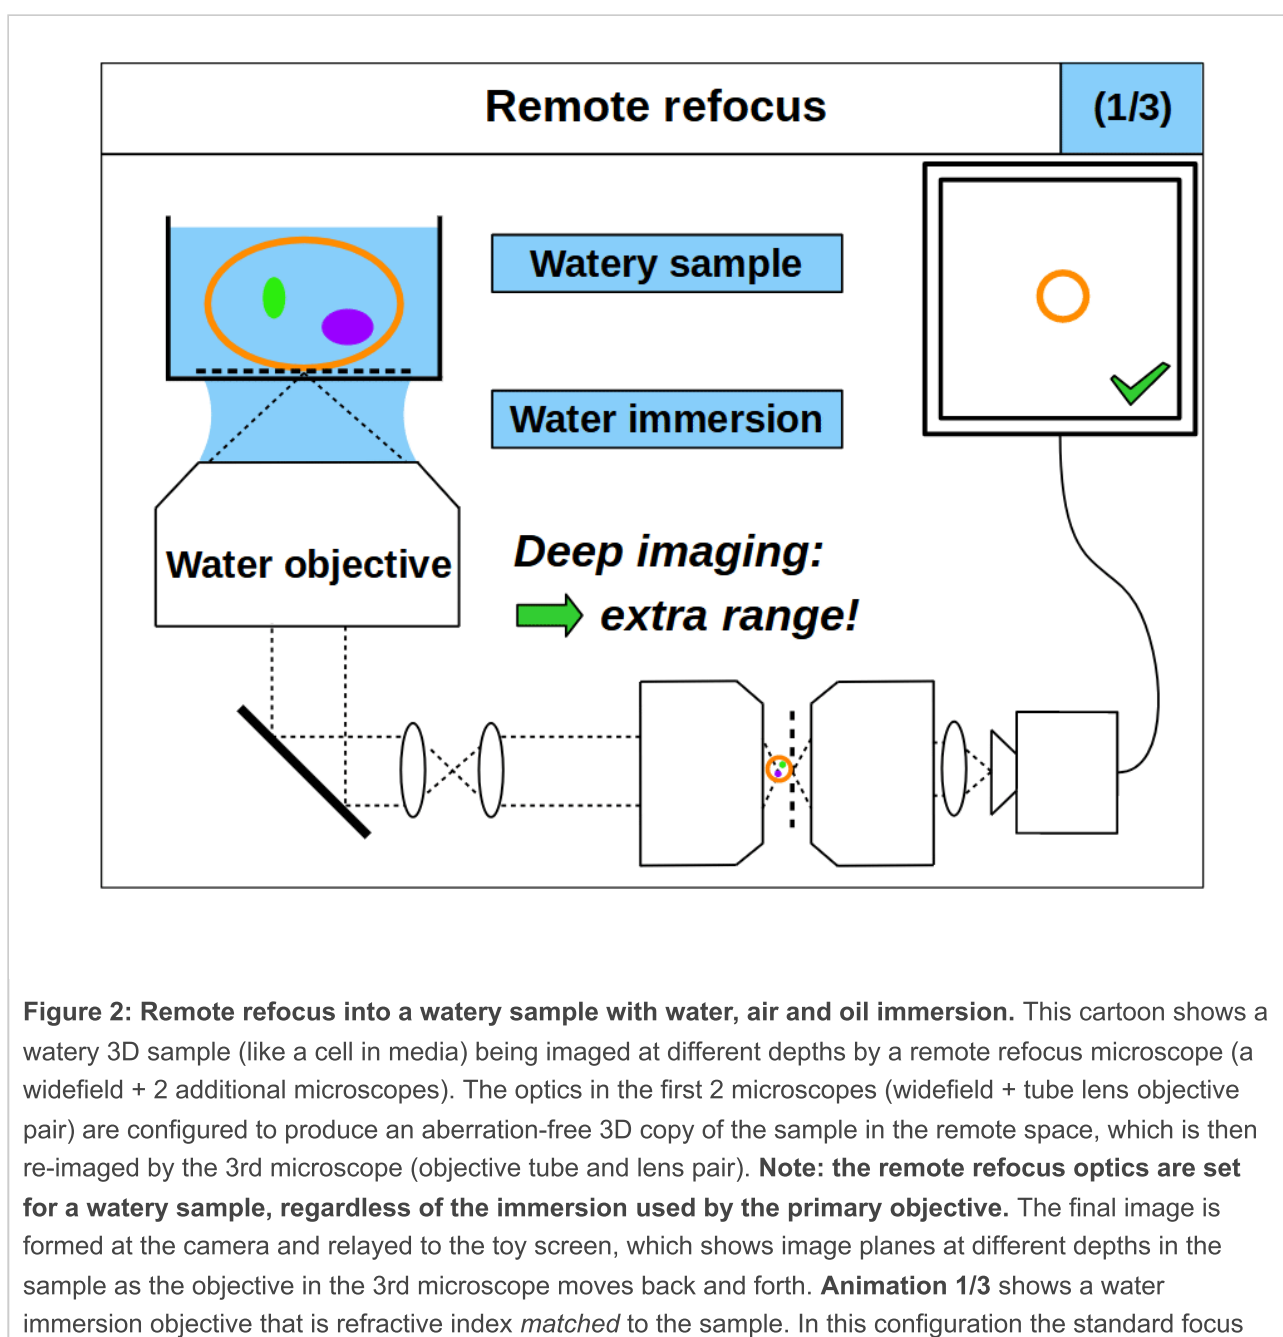 Remote refocus
(1/3)
Watery sample
Water immersion
Water objective
Deep imaging:
extra range!
Figure 2: Remote refocus into a watery sample with water, air and oil immersion. This cartoon shows a
watery 3D sample (like a cell in media) being imaged at different depths by a remote refocus microscope (a
widefield + 2 additional microscopes). The optics in the first 2 microscopes (widefield + tube lens objective
pair) are configured to produce an aberration-free 3D copy of the sample in the remote space, which is then
re-imaged by the 3rd microscope (objective tube and lens pair). Note: the remote refocus optics are set
for a watery sample, regardless of the immersion used by the primary objective. The final image is
formed at the camera and relayed to the toy screen, which shows image planes at different depths in the
sample as the objective in the 3rd microscope moves back and forth. Animation 1/3 shows a water
immersion objective that is refractive index matched to the sample. In this configuration the standard focus